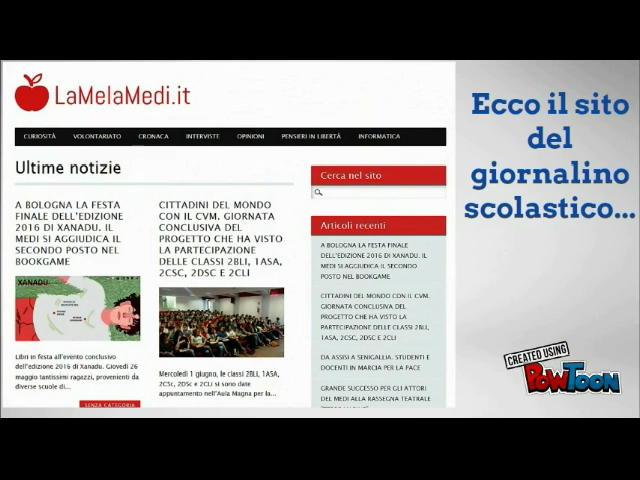 LaMelaMedi.it
CURIOSITÀ VOLONTARIATO CRONACA INTERVISTE OPINIONI PENSIERI IN LIBERTÀ INFORMATICA
Ultime notizie
A BOLOGNA LA FESTA
FINALE DELL'EDIZIONE
2016 DI XANADU. IL
MEDI SI AGGIUDICA IL
SECONDO POSTO NEL
BOOKGAME
XANADU
Libri in festa all'evento conclusivo
dell'edizione 2016 di Xanadu. Giovedì 26
maggio tantissimi ragazzi, provenienti da
diverse scuole di...
SENZA CATEGORIA
CITTADINI DEL MONDO
CON IL CVM. GIORNATA
CONCLUSIVA DEL
PROGETTO CHE HA VISTO
LA PARTECIPAZIONE
DELLE CLASSI 2BLI, 1ASA,
2CSC, 2DSC E 2CLI
Mercoledì 1 giugno, le classi 2BLI, 1ASA,
2CSC, 2DSc e 2CLI si sono date
appuntamento nell'Aula Magna per la...
Cerca nel sito
Articoli recenti
A BOLOGNA LA FESTA FINALE
DELL'EDIZIONE 2016 DI XANADU. IL
MEDI SI AGGIUDICA IL SECONDO
POSTO NEL BOOKGAME
CITTADINI DEL MONDO CON IL CVM.
GIORNATA CONCLUSIVA DEL
PROGETTO CHE HA VISTO LA
PARTECIPAZIONE DELLE CLASSI 2BLI,
1ASA, 2CSC, 2DSC E 2CLI
DA ASSISI A SENIGALLIA. STUDENTI E
DOCENTI IN MARCIA PER LA PACE
GRANDE SUCCESSO PER GLI ATTORI
DEL MEDI ALLA RASSEGNA TEATRALE
Ecco il sito
del
giornalino
scolastico...
CREATED USING
POWTOON